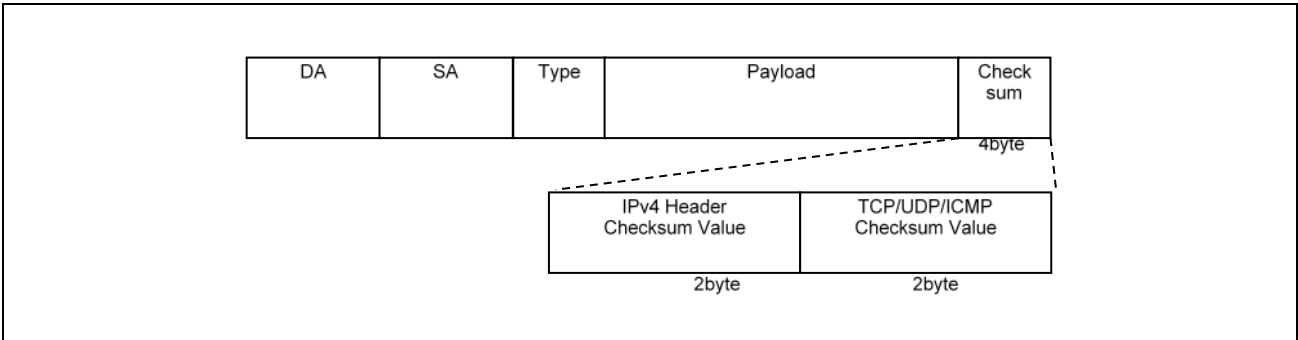 DA SA Type Payload Check
sum
4byte
IPv4 Header TCP/UDP/ICMP
Checksum Value Checksum Value
2byte 2byte